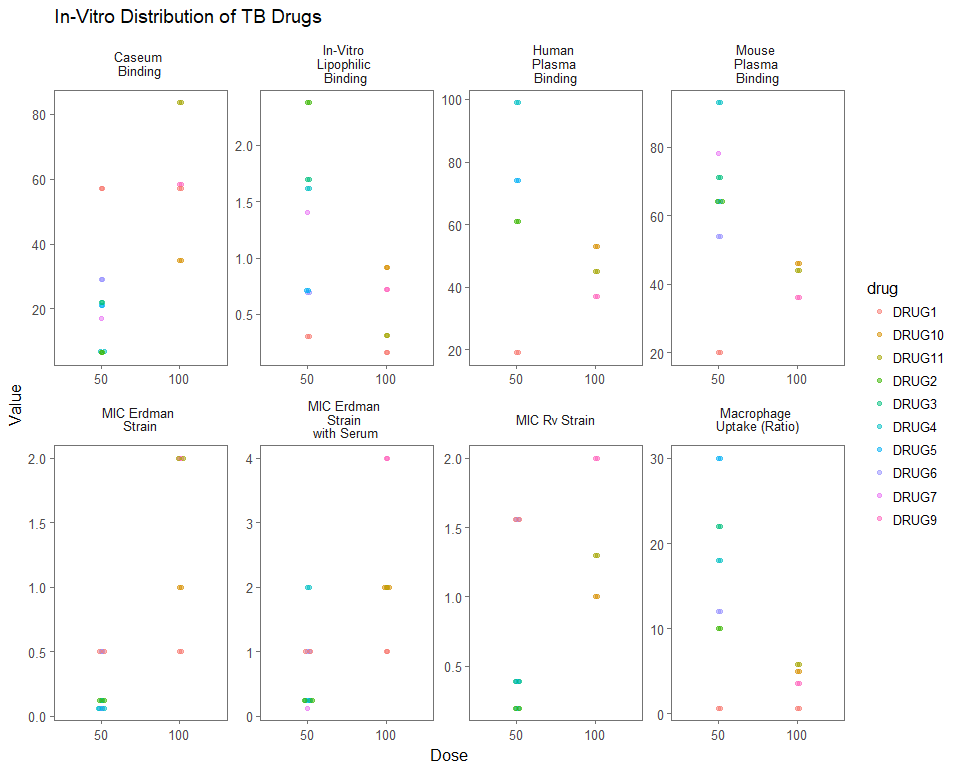 In-Vitro Distribution of TB Drugs
Caseum
Binding
In-Vitro
Lipophilic
Binding
Human
Plasma
Binding
Mouse
Plasma
Binding
80
60
40
20
50
100
2.0
1.5
1.0
0.5
50
100
100
80
60
40
20
50
100
80
60
40
20
50
100
MIC Erdman
Strain
MIC Erdman
Strain
with Serum
MIC Rv Strain
Macrophage
Uptake (Ratio)
2.0
1.5
1.0
0.5
0.0
50
100
4
3
2
1
0
50
100
2.0
1.5
1.0
0.5
50
100
30
20
10
0
50
100
Value
Dose
drug
DRUG1
DRUG10
DRUG11
DRUG2
DRUG3
DRUG4
DRUG5
DRUG6
DRUG7
DRUG9